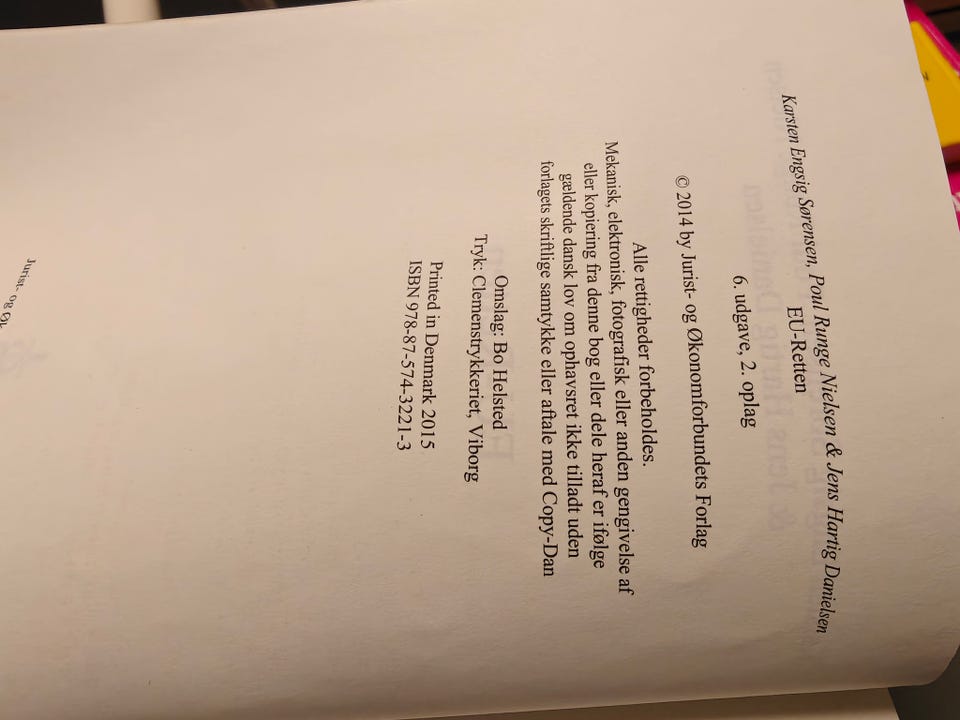 Karsten Engsig Sørensen, Poul Runge Nielsen & Jens Hartig Danielsen
EU-Retten
6. udgave, 2. oplag
© 2014 by Jurist- og Økonomforbundets Forlag
Alle rettigheder forbeholdes.
Mekanisk, elektronisk, fotografisk eller anden gengivelse af
eller kopiering fra denne bog eller dele heraf er ifølge
gældende dansk lov om ophavsret ikke tilladt uden
forlagets skriftlige samtykke eller aftale med Copy-Dan
Omslag: Bo Helsted
Tryk: Clemenstrykkeriet, Viborg
Printed in Denmark 2015
ISBN 978-87-574-3221-3
Jurist- og